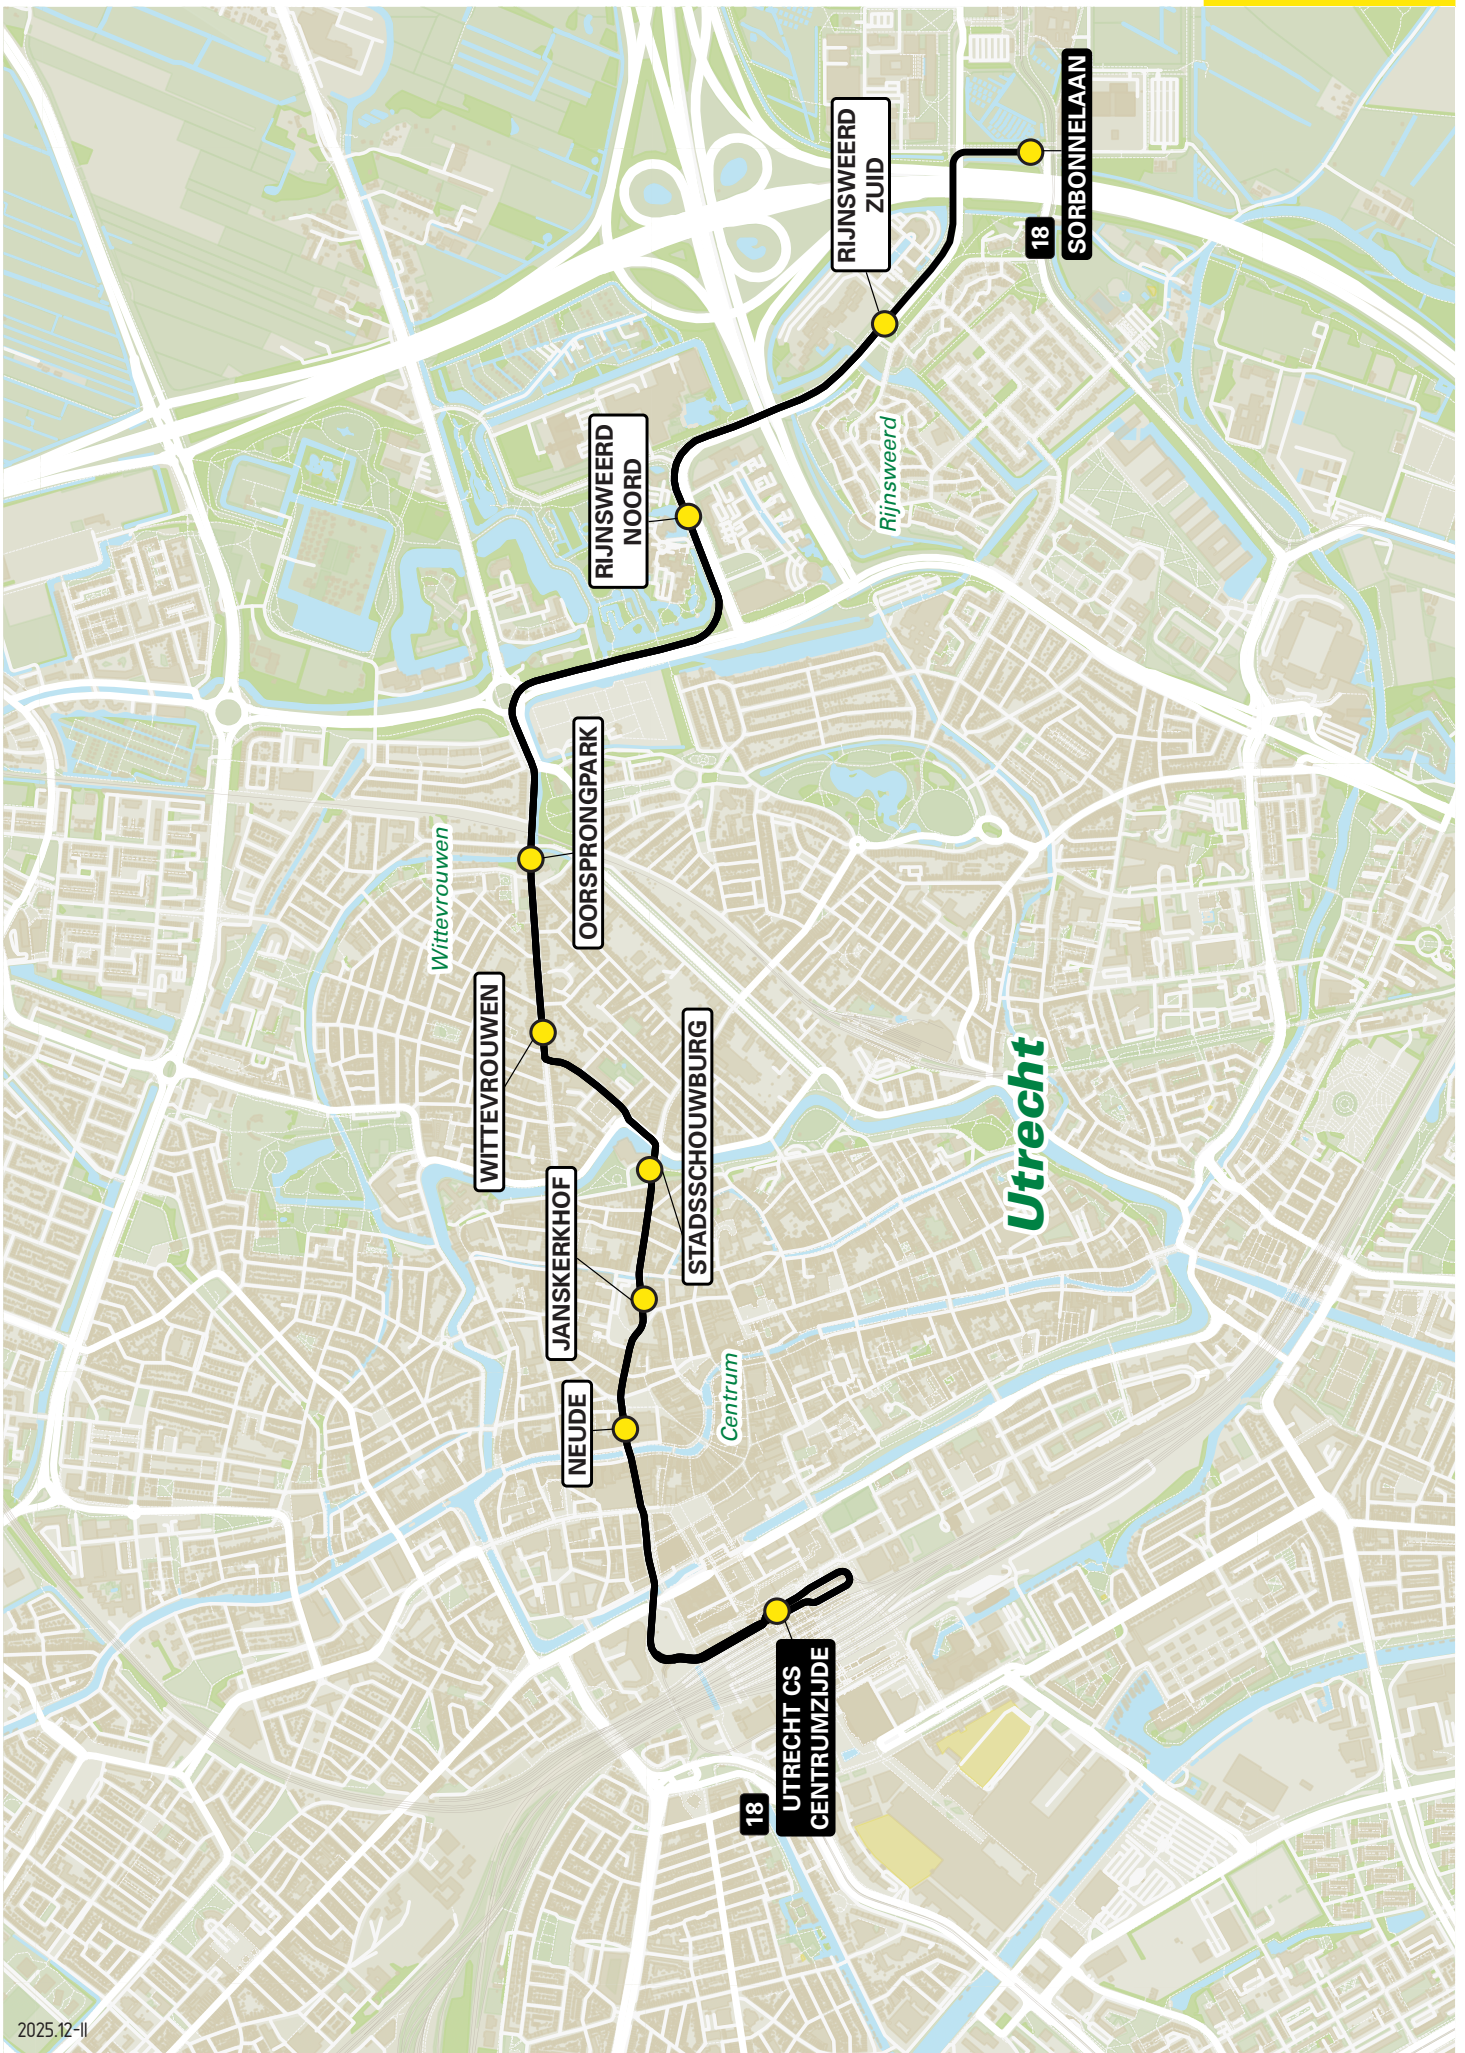 SORBONNELAAN
18
RIJNSWEERD
ZUID
Rijnsweerd
RIJNSWEERD
NOORD
OORSPRONGPARK
Wittevrouwen
WITTEVROUWEN
STADSSCHOUWBURG
Utrecht
JANSKERKHOF
Centrum
NEUDE
UTRECHT CS
CENTRUMZIJDE
18
2025.12-II